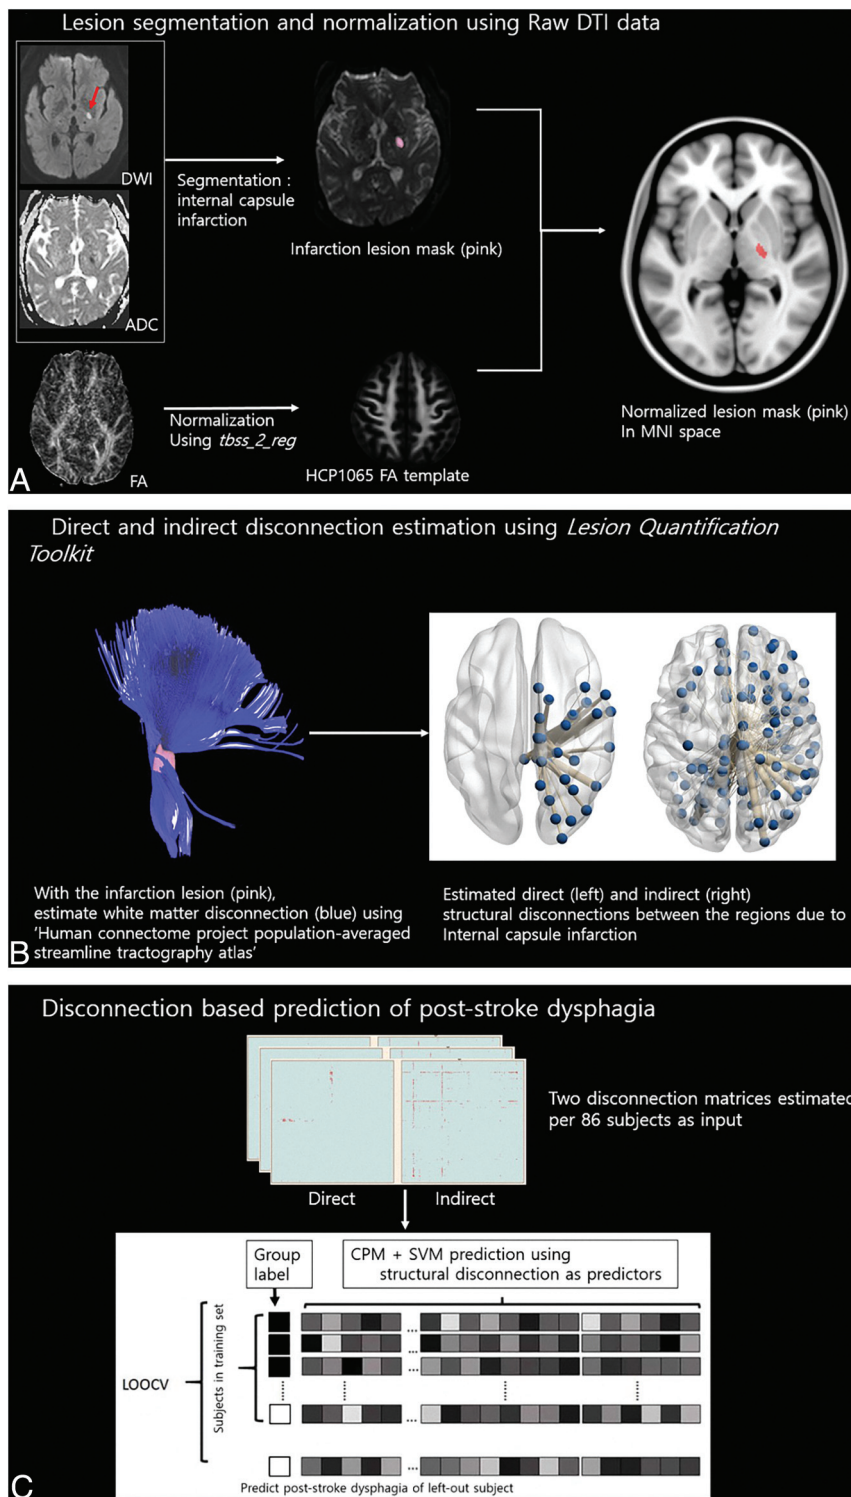 Lesion segmentation and normalization using Raw DTI data
DWI
Segmentation :
internal capsule
infarction
Infarction lesion mask (pink)
ADC
Normalization
Using tbss_2_reg
FA
HCP1065 FA template
Normalized lesion mask (pink)
In MNI space
A
Direct and indirect disconnection estimation using Lesion Quantification
Toolkit
With the infarction lesion (pink),
estimate white matter disconnection (blue) using
'Human connectome project population-averaged
streamline tractography atlas'
Estimated direct (left) and indirect (right)
structural disconnections between the regions due to
Internal capsule infarction
B
Disconnection based prediction of post-stroke dysphagia
Two disconnection matrices estimated
per 86 subjects as input
Direct
Indirect
Group
label
CPM + SVM prediction using
structural disconnection as predictors
LOOCV
Subjects in training set
...
...
...
...
Predict post-stroke dysphagia of left-out subject
C